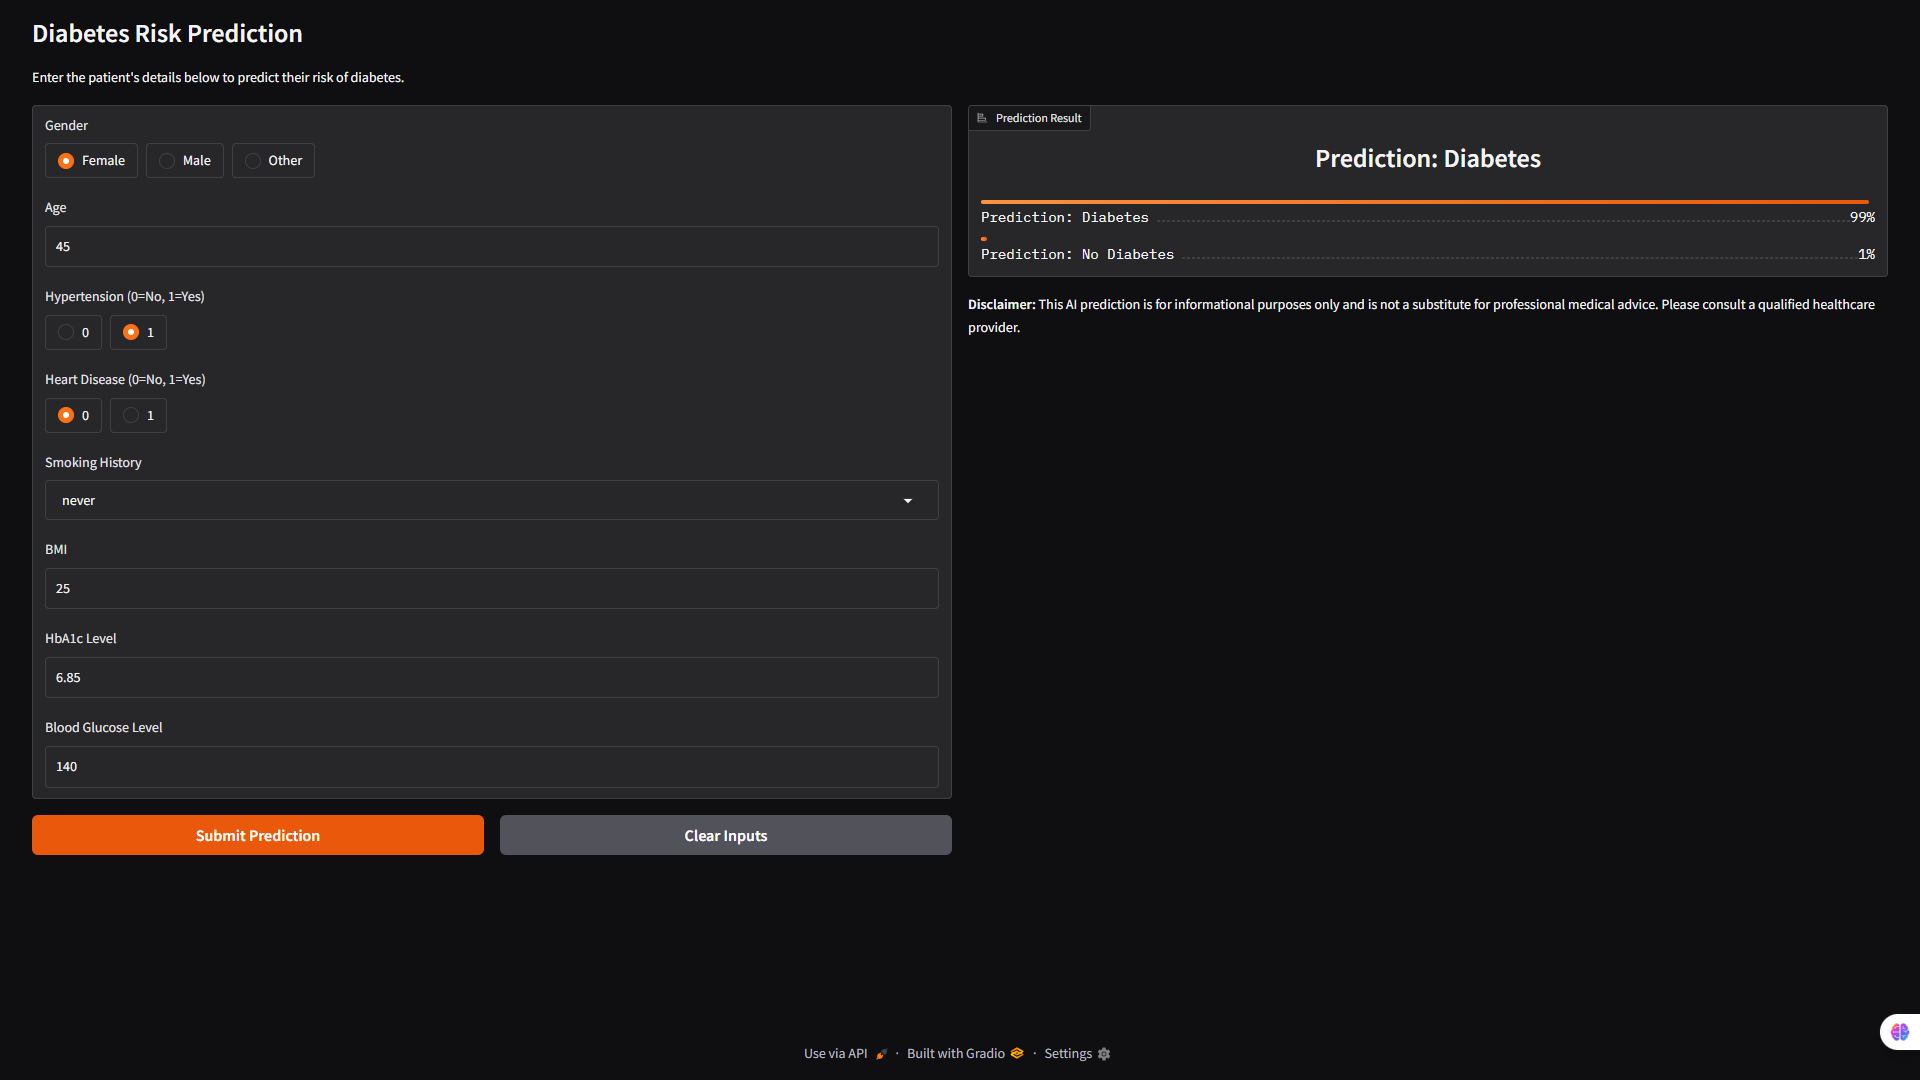 Diabetes Risk Prediction
Enter the patient's details below to predict their risk of diabetes.
Gender
Female Male Other
Age
45
Hypertension (0=No, 1=Yes)
0 1
Heart Disease (0=No, 1=Yes)
0 1
Smoking History
never
BMI
25
HbA1c Level
6.85
Blood Glucose Level
140
Submit Prediction Clear Inputs
Prediction Result
Prediction: Diabetes
Prediction: Diabetes 99%
Prediction: No Diabetes 1%
Disclaimer: This AI prediction is for informational purposes only and is not a substitute for professional medical advice. Please consult a qualified healthcare
provider.
Use via API · Built with Gradio · Settings